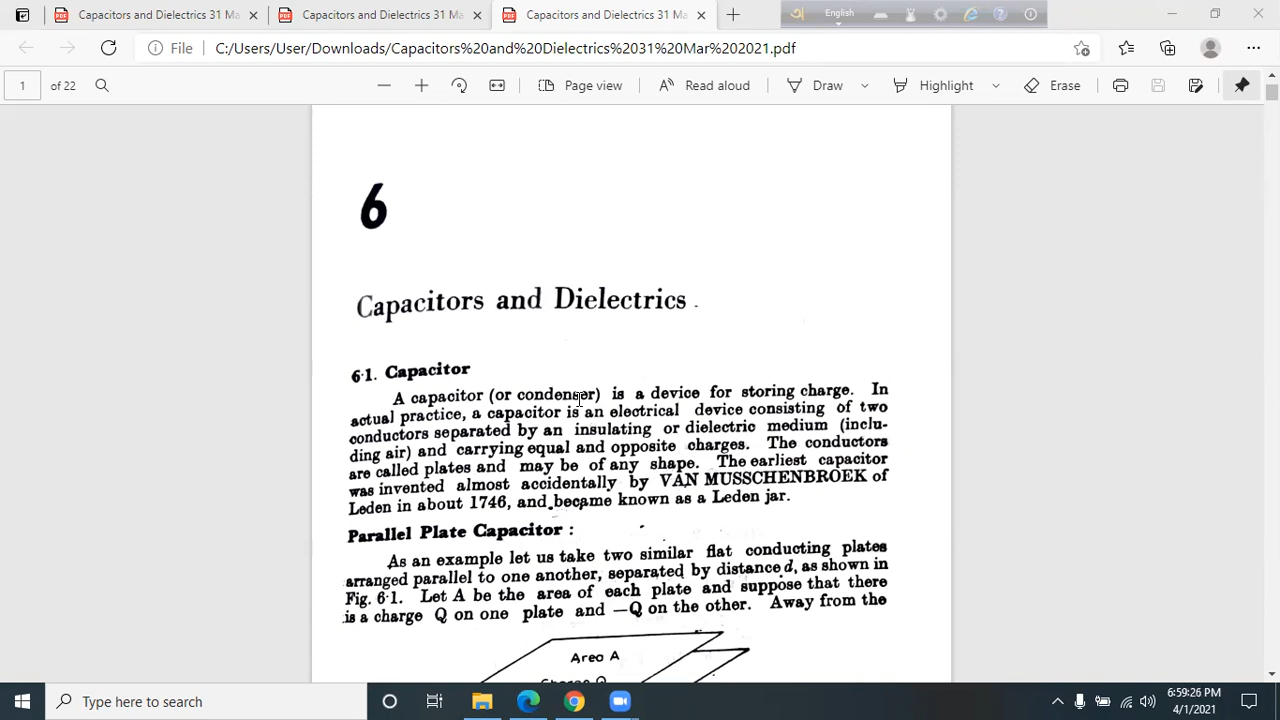 Capacitors and Dielectrics 31 Ma
Capacitors and Dielectrics 31 Ma
Capacitors and Dielectrics 31 Ma
English
File
C:/Users/User/Downloads/Capacitors%20and%20Dielectrics%2031%20Mar%202021.pdf
1 of 22
Page view
Read aloud
Draw
Highlight
Erase
6
Capacitors and Dielectrics
6·1. Capacitor
A capacitor (or condenser) is a device for storing charge. In
actual practice, a capacitor is an electrical device consisting of two
conductors separated by an insulating or dielectric medium (inclu-
ding air) and carrying equal and opposite charges. The conductors
are called plates and may be of any shape. The earliest capacitor
was invented almost accidentally by VAN MUSSCHENBROEK of
Leden in about 1746, and became known as a Leden jar.
Parallel Plate Capacitor :
As an example let us take two similar flat conducting plates
arranged parallel to one another, separated by distance d, as shown in
Fig. 6·1. Let A be the area of each plate and suppose that there
is a charge Q on one plate and —Q on the other. Away from the
Area A
Type here to search
6:59:26 PM
4/1/2021